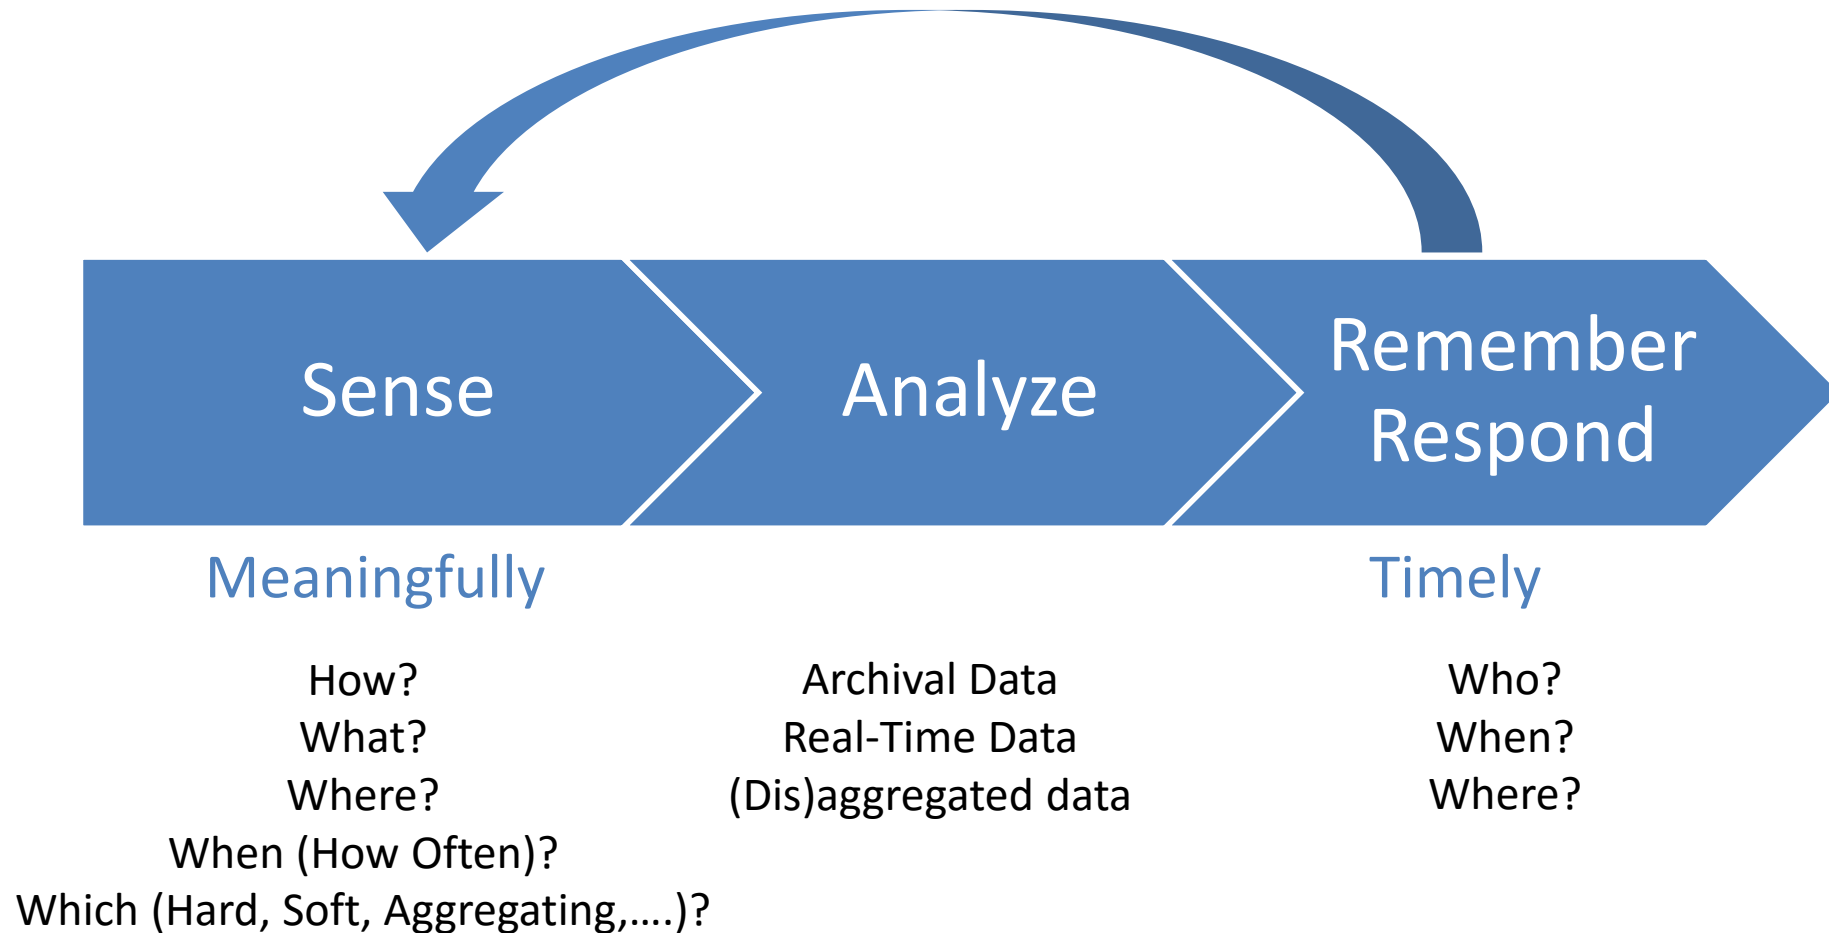 Sense
Analyze
Remember
Respond
Meaningfully
Timely
How?
What?
Where?
When (How Often)?
Which (Hard, Soft, Aggregating,....)?
Archival Data
Real-Time Data
(Dis)aggregated data
Who?
When?
Where?